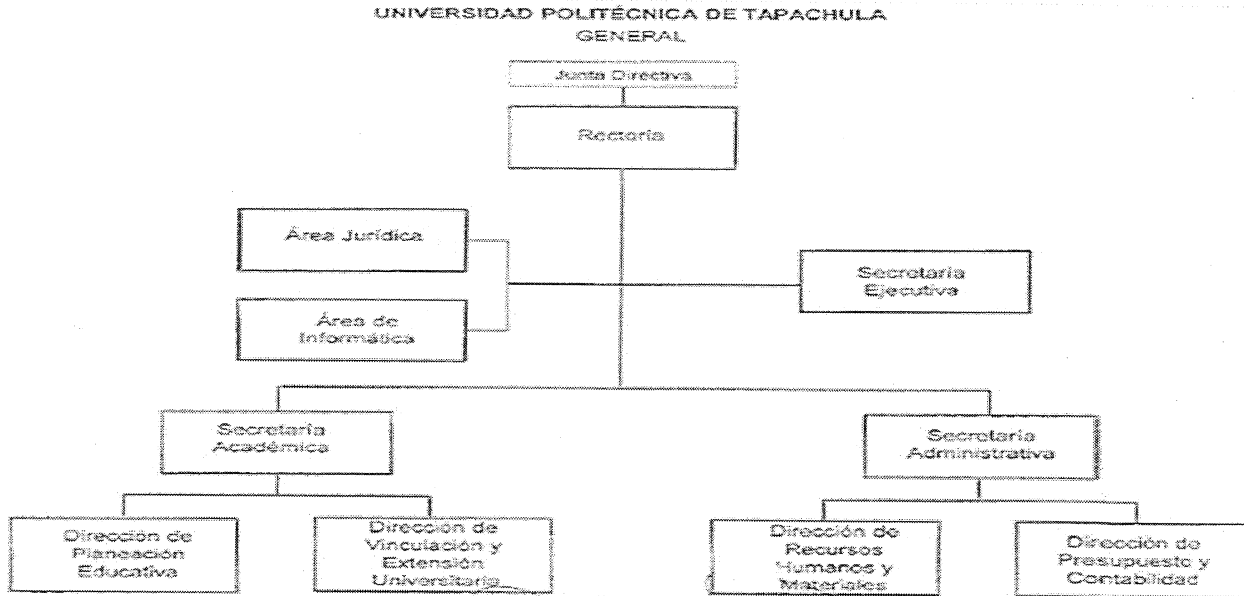 UNIVERSIDAD POLITÉCNICA DE TAPACHULA
GENERAL
Junta Directiva
Rectoría
Área Jurídica
Secretaría
Ejecutiva
Área de
Informática
Secretaría
Académica
Secretaría
Administrativa
Dirección de
Planeación
Educativa
Dirección de
Vinculación y
Extensión
Universitaria
Dirección de
Recursos
Humanos y
Materiales
Dirección de
Presupuesto y
Contabilidad